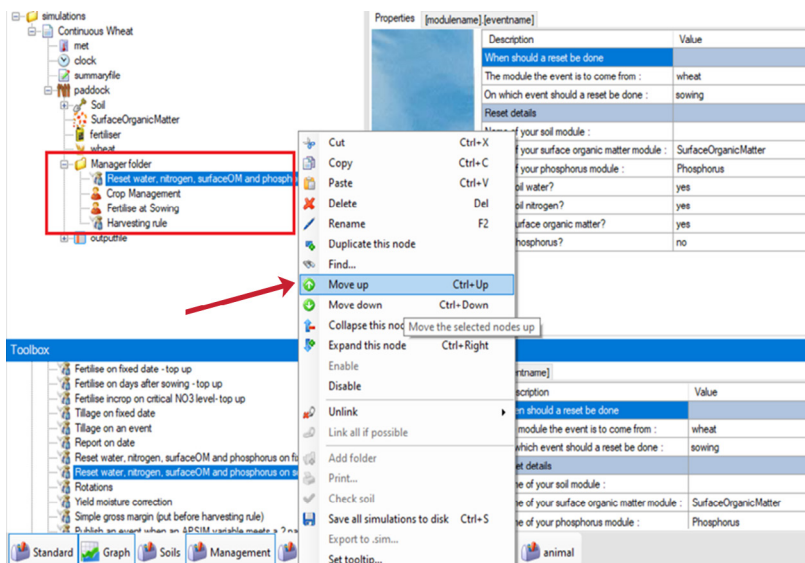 simulations
Continuous Wheat
met
clock
summaryfile
paddock
Soil
SurfaceOrganicMatter
fertiliser
wheat
Manager folder
Reset water, nitrogen, surfaceOM and phosph
Crop Management
Fertilise at Sowing
Harvesting rule
outputfile
Properties [modulename].[eventname]
Description Value
When should a reset be done
The module the event is to come from : wheat
On which event should a reset be done : sowing
Reset details
Name of your soil module :
f your surface organic matter module : SurfaceOrganicMatter
f your phosphorus module : Phosphorus
oil water? yes
oil nitrogen? yes
urface organic matter? yes
hosphorus? no
Cut Ctrl+X
Copy Ctrl+C
Paste Ctrl+V
Delete Del
Rename F2
Duplicate this node
Find...
Move up Ctrl+Up
Move down Ctrl+Down
Collapse this nod
Move the selected nodes up
Expand this node Ctrl+Right
Enable
Disable
Unlink
Link all if possible
Add folder
Print...
Check soil
Save all simulations to disk Ctrl+S
Export to .sim...
Set tooltip...
Toolbox
Fertilise on fixed date - top up
Fertilise on days after sowing - top up
Fertilise incrop on critical NO3 level- top up
Tillage on fixed date
Tillage on an event
Report on date
Reset water, nitrogen, surfaceOM and phosphorus on fi
Reset water, nitrogen, surfaceOM and phosphorus on s
Rotations
Yield moisture correction
Simple gross margin (put before harvesting rule)
Publish an event when an APSIM variable meets a ? pa
entname]
scription Value
en should a reset be done
module the event is to come from : wheat
which event should a reset be done : sowing
et details
e of your soil module :
e of your surface organic matter module : SurfaceOrganicMatter
e of your phosphorus module : Phosphorus
Standard Graph Soils Management animal